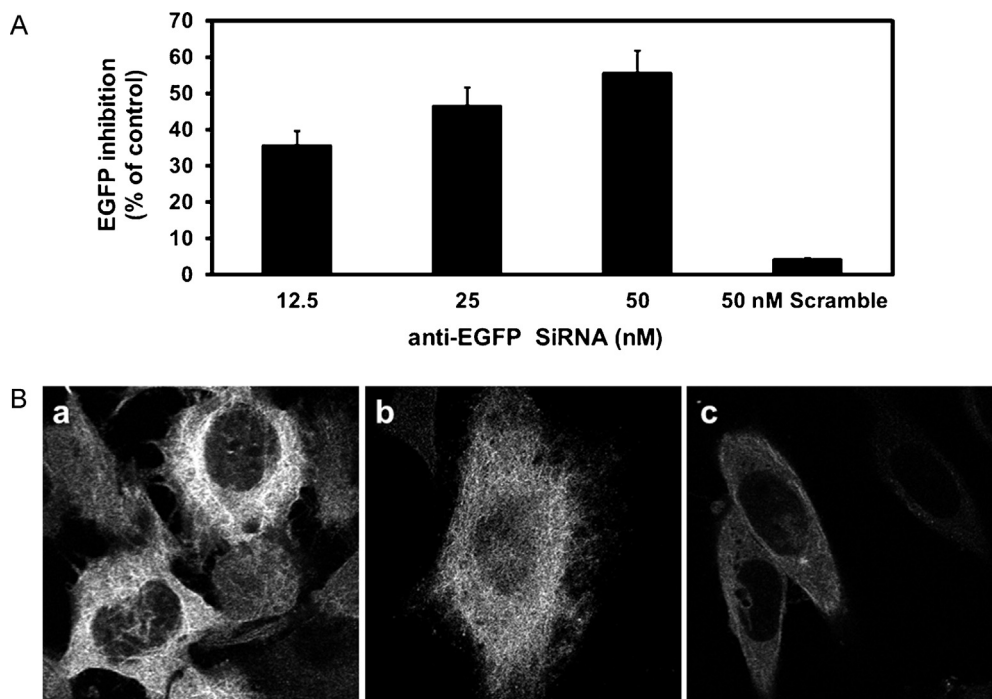 A
EGFP inhibition
(% of control)
70
60
50
40
30
20
10
0
12.5 25 50 50 nM Scramble
anti-EGFP SiRNA (nM)
B
a b c